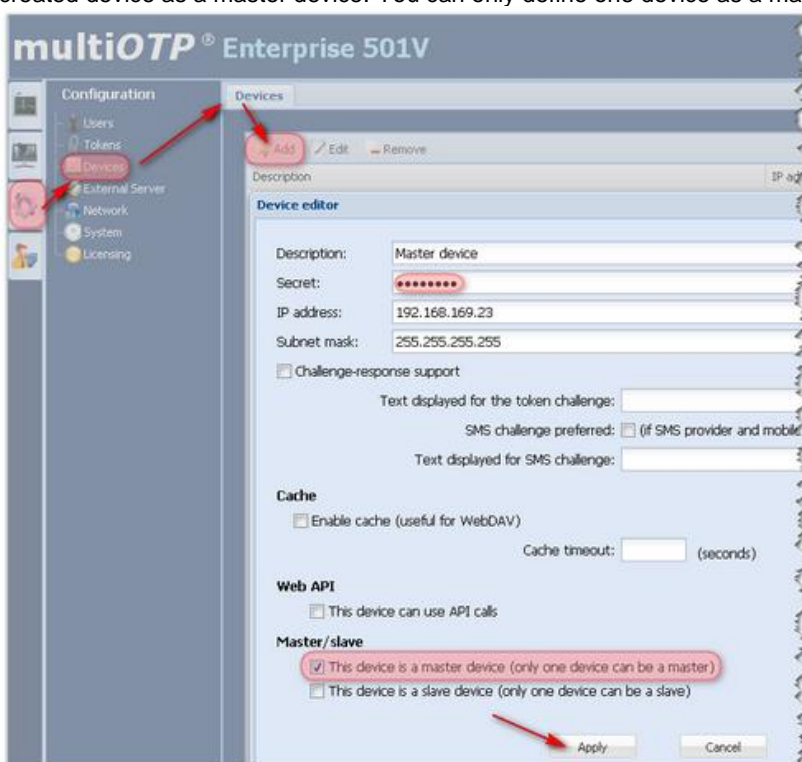 created device as a master device. You can only define one device as a ma
multiOTP® Enterprise 501V
Configuration
Users
Tokens
Devices
External Server
Network
System
Licensing
Devices
Add Edit Remove
Description IP ad
Device editor
Description: Master device
Secret: ••••••••
IP address: 192.168.169.23
Subnet mask: 255.255.255.255
Challenge-response support
Text displayed for the token challenge:
SMS challenge preferred: (if SMS provider and mobile
Text displayed for SMS challenge:
Cache
Enable cache (useful for WebDAV)
Cache timeout: (seconds)
Web API
This device can use API calls
Master/slave
This device is a master device (only one device can be a master)
This device is a slave device (only one device can be a slave)
Apply Cancel